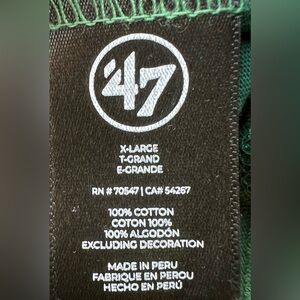 '47
X-LARGE
T-GRAND
E-GRANDE
RN # 70547 | CA# 54267
100% COTTON
COTON 100%
100% ALGODÓN
EXCLUDING DECORATION
MADE IN PERU
FABRIQUE EN PEROU
HECHO EN PERÚ